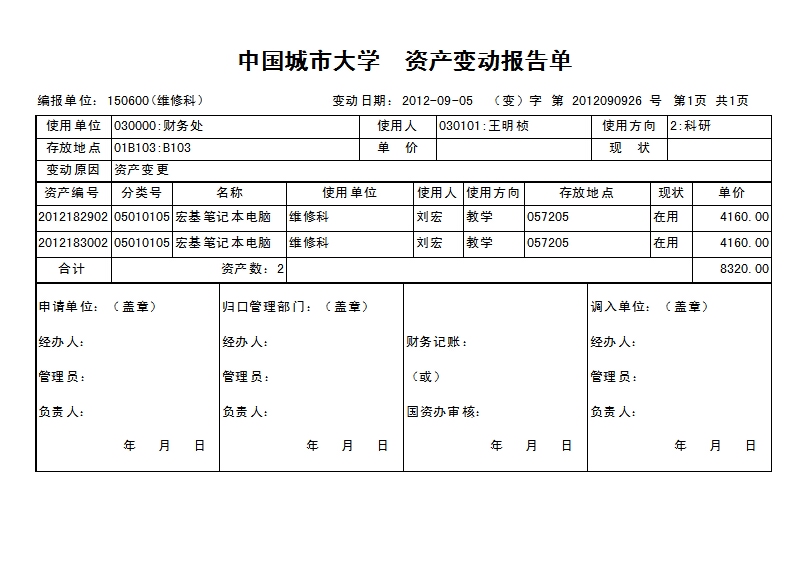 中国城市大学 资产变动报告单
编报单位：150600(维修科) 变动日期：2012-09-05 （变）字 第 2012090926 号 第1页 共1页
使用单位 030000:财务处 使用人 030101:王明桢 使用方向 2:科研
存放地点 01B103:B103 单 价 现 状
变动原因 资产变更
资产编号 分类号 名称 使用单位 使用人 使用方向 存放地点 现状 单价
2012182902 05010105 宏基笔记本电脑 维修科 刘宏 教学 057205 在用 4160.00
2012183002 05010105 宏基笔记本电脑 维修科 刘宏 教学 057205 在用 4160.00
合计 资产数：2 8320.00
申请单位：（盖章） 归口管理部门：（盖章） 调入单位：（盖章）
经办人： 经办人： 财务记账： 经办人：
管理员： 管理员： （或） 管理员：
负责人： 负责人： 国资办审核： 负责人：
年 月 日 年 月 日 年 月 日 年 月 日